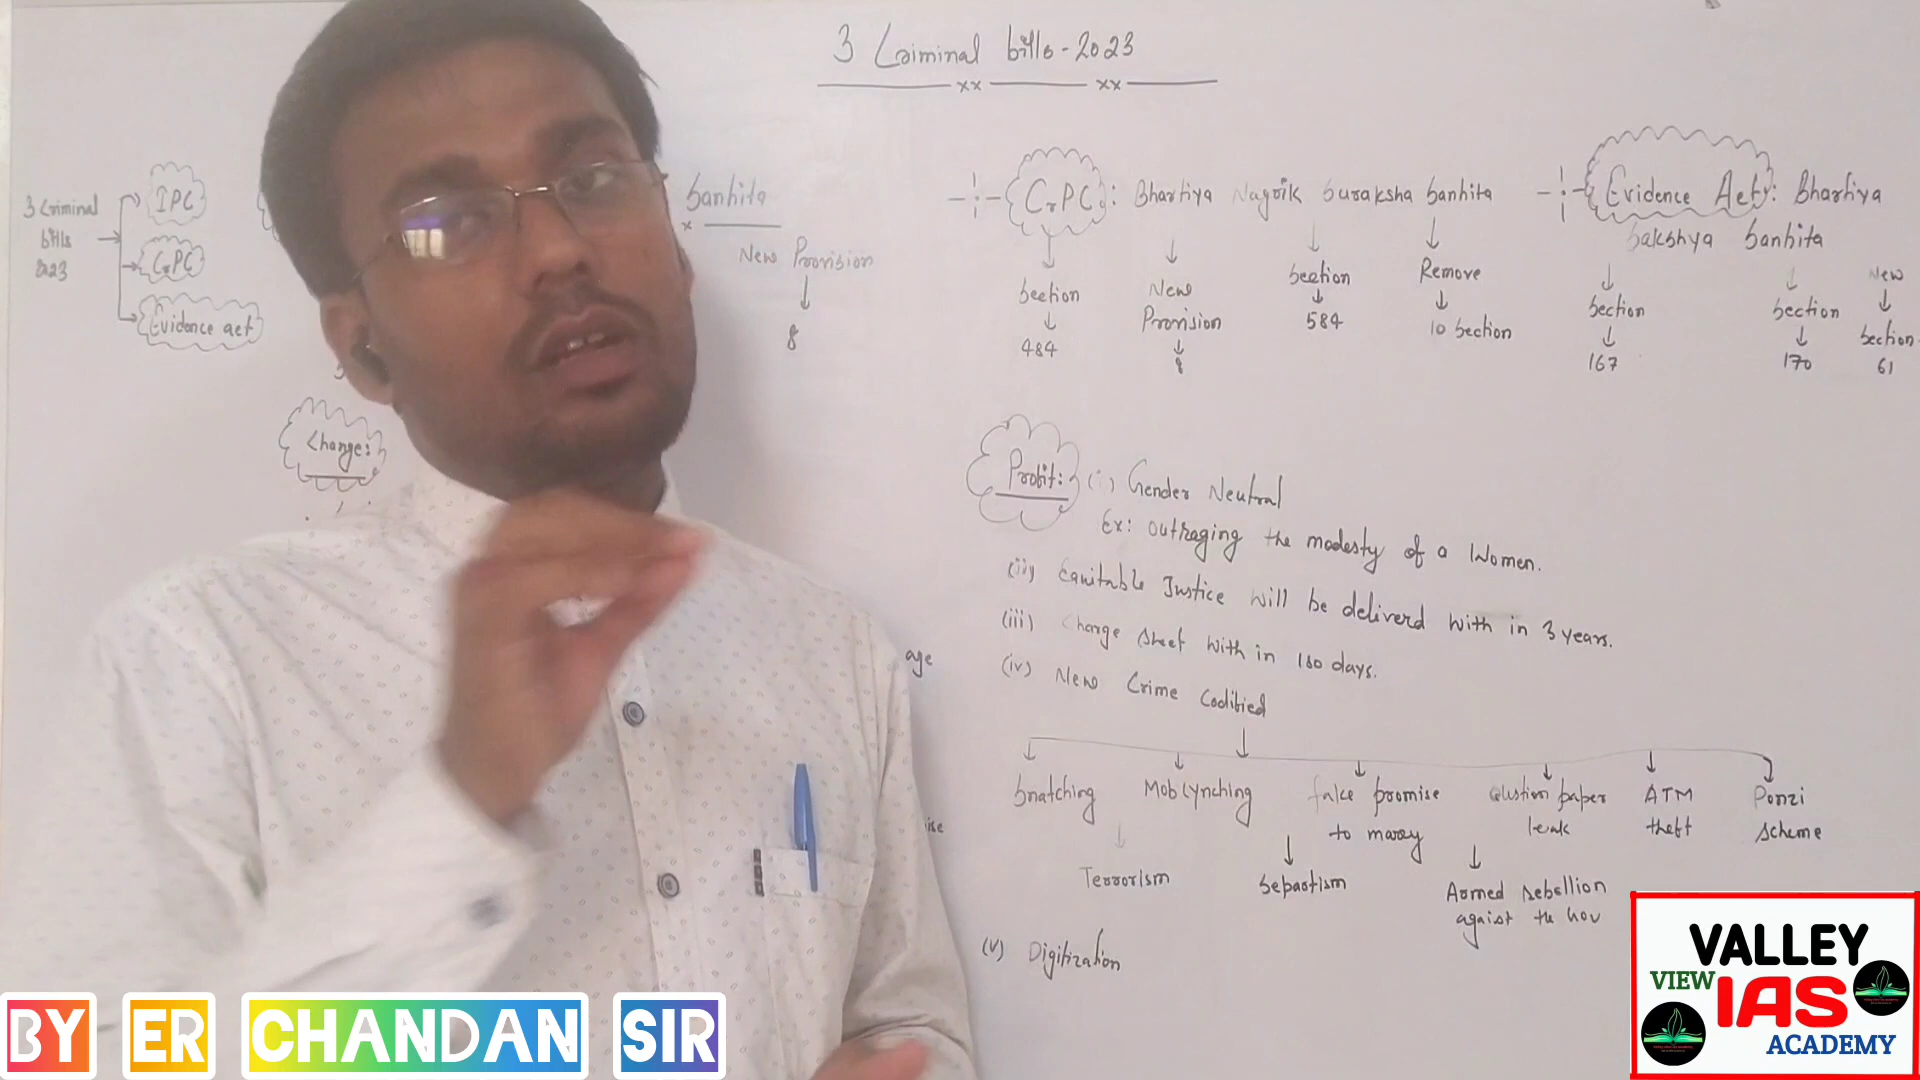 3 Criminal bills-2023
3 Criminal
bills
2023
IPC
CrPC
Evidence act
Sanhita
New Provision
8
CrPC: Bhartiya Nagrik Suraksha Sanhita
Section
484
New
Provision
Section
584
Remove
10 Section
Evidence Act: Bhartiya
Sakshya Sanhita
Section
167
Section
170
New
Section
61
Change:
Profit: (i) Gender Neutral
Ex: Outraging the modesty of a Women.
(ii) Equitable Justice will be deliverd with in 3 years.
(iii) Charge sheet with in 180 days.
(iv) New Crime Codified
Snatching
Mob lynching
false promise
to marry
Qustion paper
leak
ATM
theft
Ponzi
scheme
Terrorism
Sepratism
Armed rebellion
against the Gov
(v) Digitization
age
BY ER CHANDAN SIR
VALLEY
VIEW IAS
ACADEMY